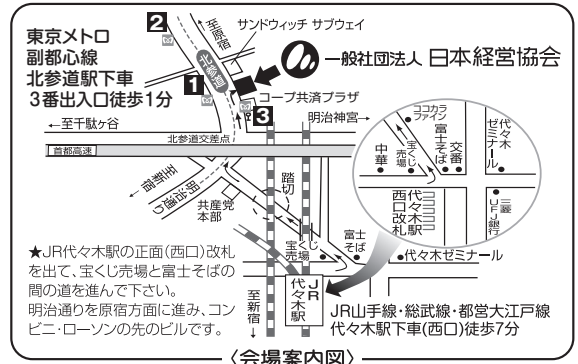 東京メトロ
副都心線
北参道駅下車
3番出入口徒歩1分
2
至原宿
サンドウィッチ サブウェイ
北参道
一般社団法人 日本経営協会
1
コープ共済プラザ
3
←至千駄ヶ谷
北参道交差点
明治神宮→
首都高速
至新宿
明治通り
共産党
本部
踏切
ココカラ
ファイン
代々木
ゼミナール
中華
宝くじ
売場
富士そば
交番
代々木駅
西口改札
三菱
UFJ銀行
宝くじ
売場
富士
そば
代々木ゼミナール
★JR代々木駅の正面(西口)改札
を出て、宝くじ売場と富士そばの
間の道を進んで下さい。
明治通りを原宿方面に進み、コン
ビニ・ローソンの先のビルです。
至新宿
JR
代々木駅
JR山手線・総武線・都営大江戸線
代々木駅下車(西口)徒歩7分
〈会場案内図〉